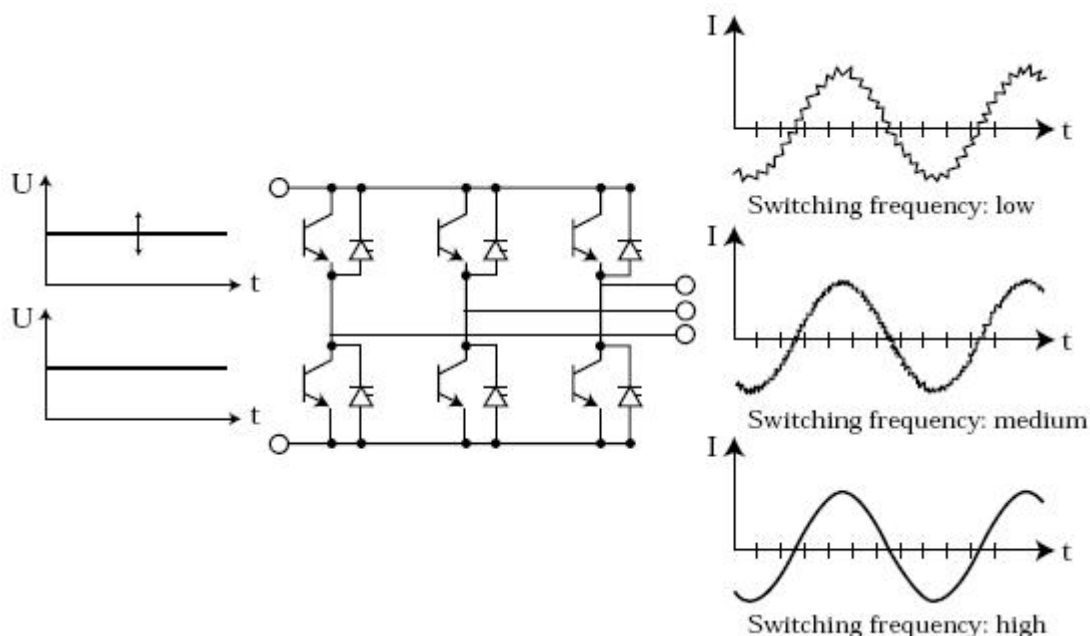 U
t
U
t
I
t
Switching frequency: low
I
t
Switching frequency: medium
I
t
Switching frequency: high